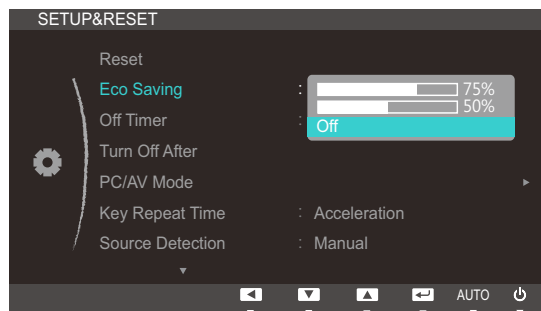 SETUP&RESET
Reset
Eco Saving : 75%
50%
Off Timer : Off
Turn Off After
PC/AV Mode
Key Repeat Time : Acceleration
Source Detection : Manual
AUTO